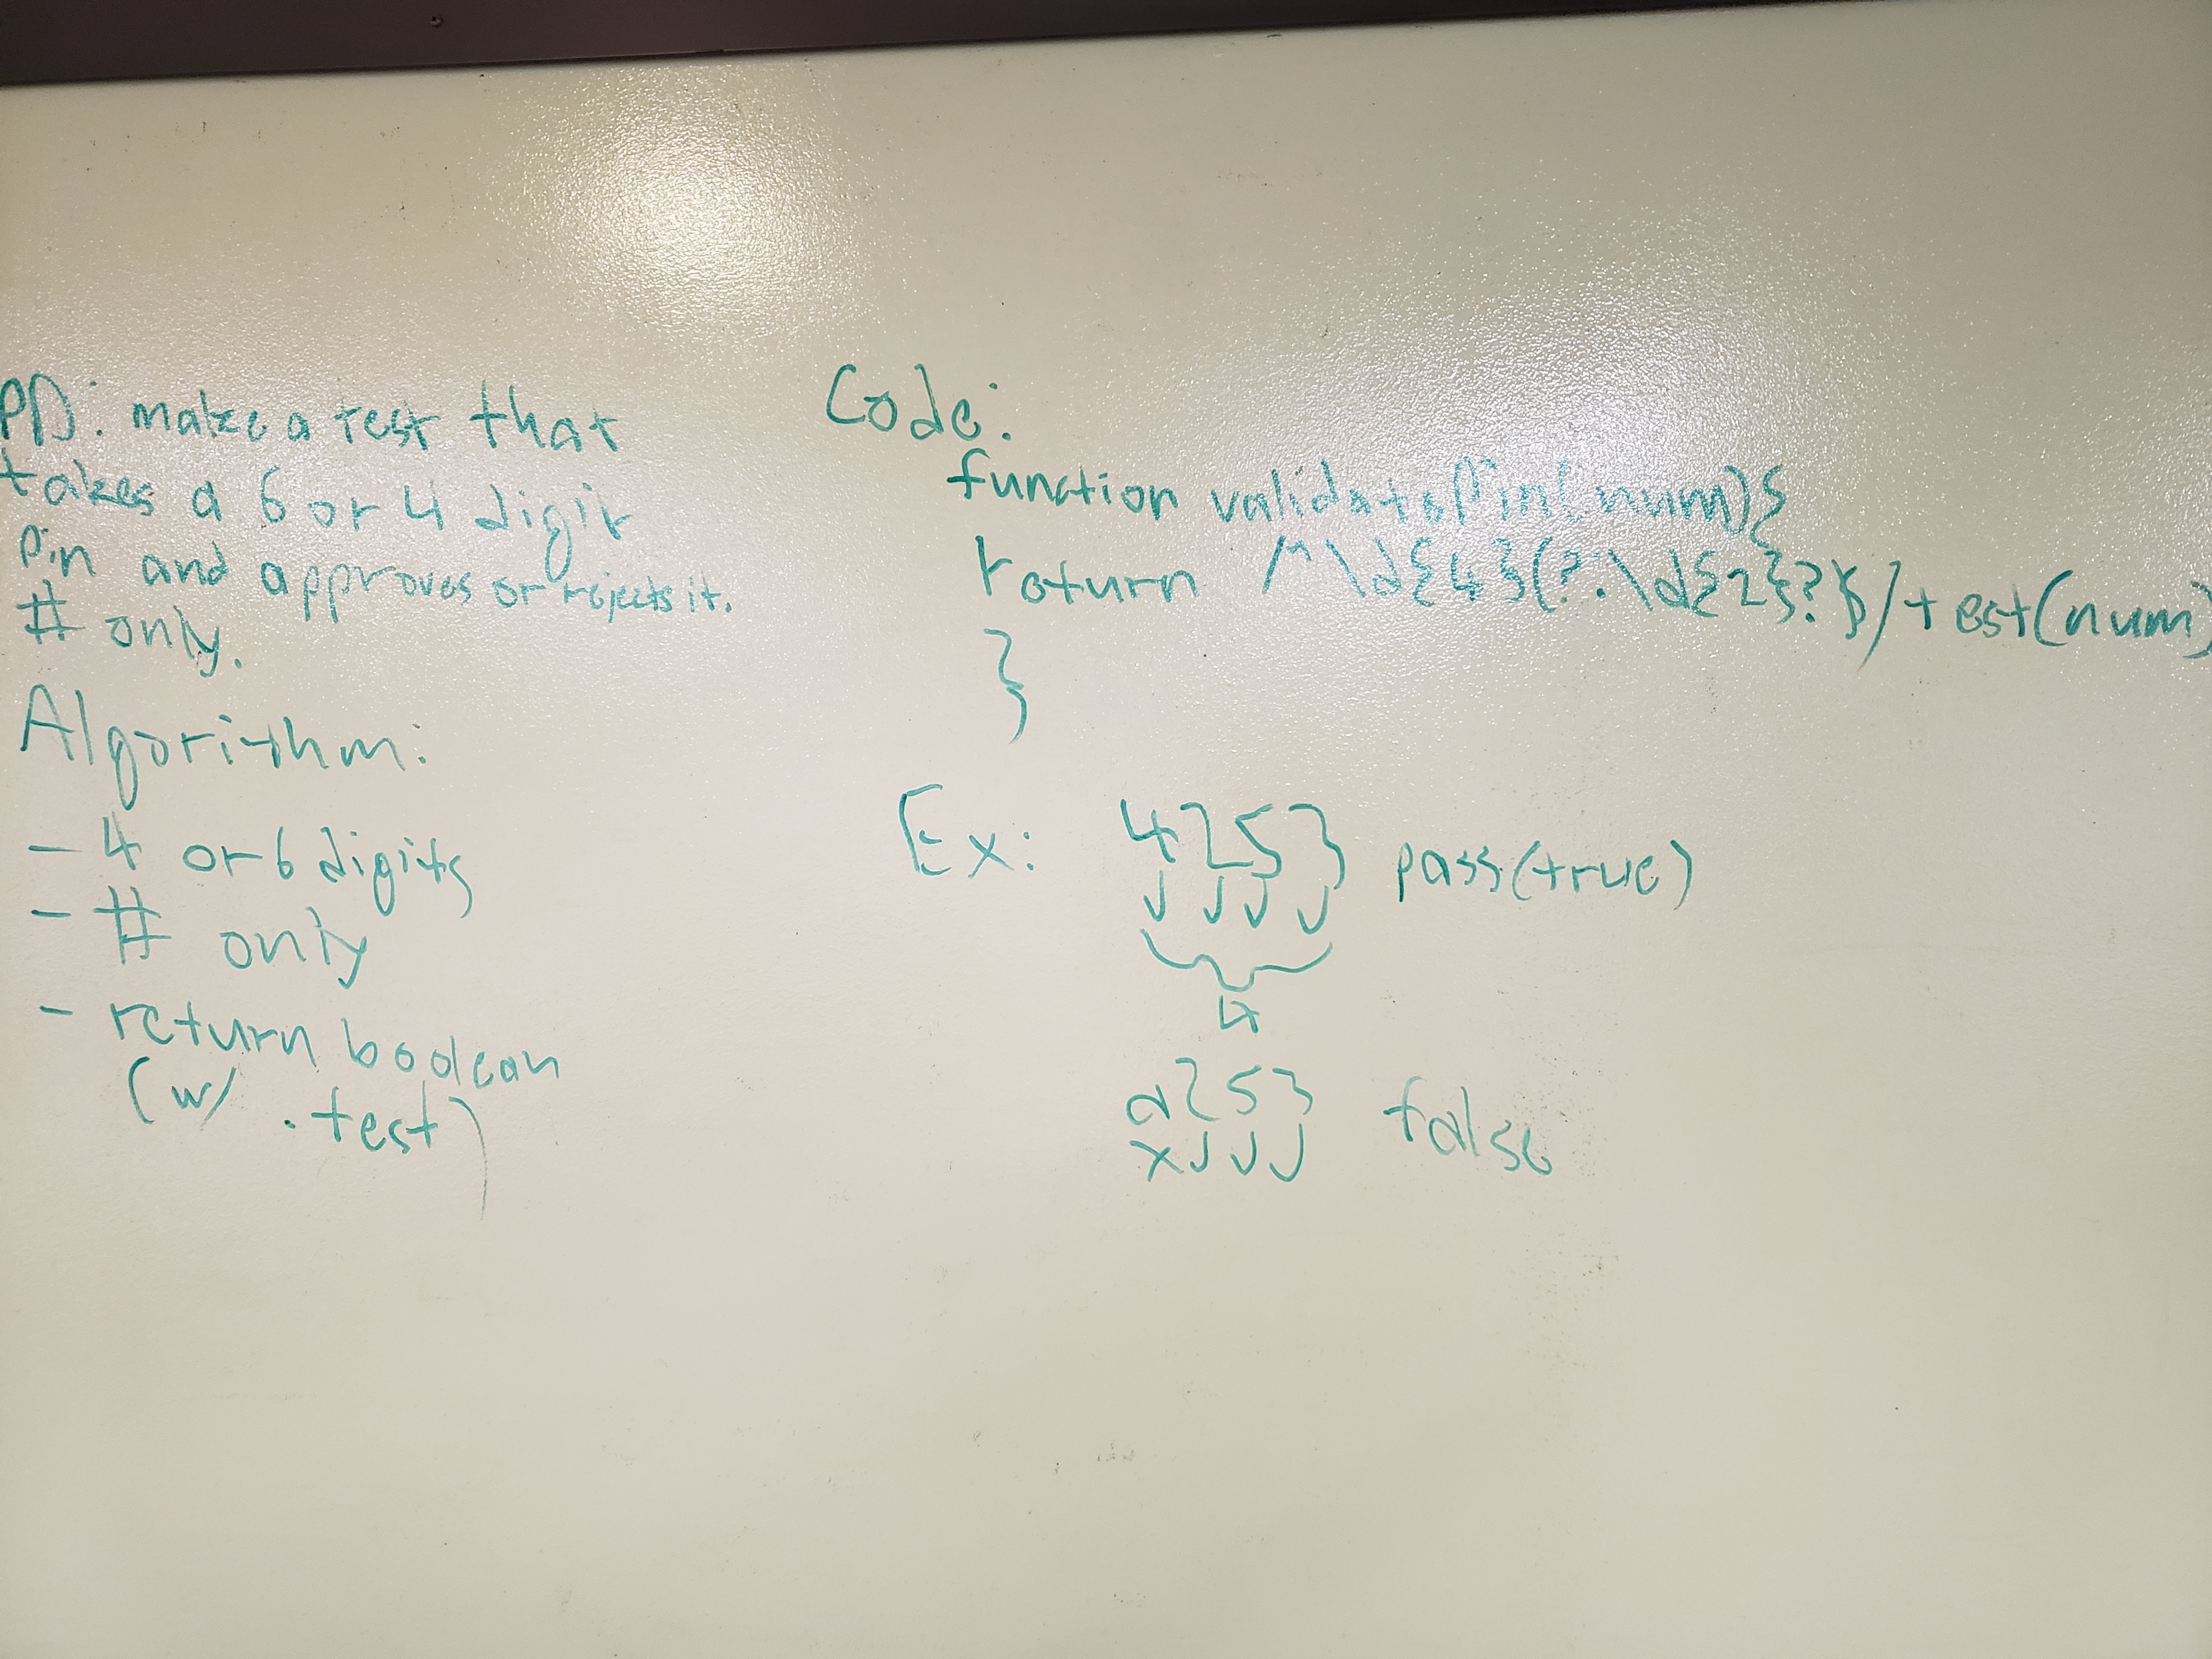 PD: make a test that
takes a 6 or 4 digit
Pin and approves or rejects it.
# only.
Algorithm:
- 4 or 6 digits
- # only
- return boolean
(w/ .test)
Code:
function validatePin(num){
return /^\d{4}(?.\d{2}?$/test(num)
}
Ex: 4253 pass(true)
4
a253 false